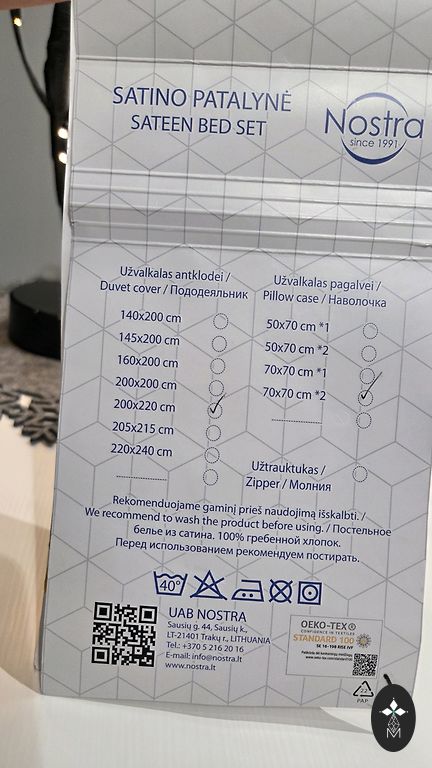 SATINO PATALYNĖ
SATEEN BED SET
Nostra
since 1991
Užvalkalas antklodei /
Duvet cover / Пододеяльник
140x200 cm
145x200 cm
160x200 cm
200x200 cm
200x220 cm
205x215 cm
220x240 cm
Užvalkalas pagalvei /
Pillow case / Наволочка
50x70 cm *1
50x70 cm *2
70x70 cm *1
70x70 cm *2
Užtrauktukas /
Zipper / Молния
Rekomenduojame gaminį prieš naudojimą išskalbti. /
We recommend to wash the product before using. / Постельное
белье из сатина. 100% гребенной хлопок.
Перед использованием рекомендуем постирать.
40°
UAB NOSTRA
Sausių g. 44, Sausių k.,
LT-21401 Trakų r., LITHUANIA
Tel.: +370 5 216 20 16
E-mail: info@nostra.lt
www.nostra.lt
OEKO-TEX®
CONFIDENCE IN TEXTILES
STANDARD 100
22
PAP
M